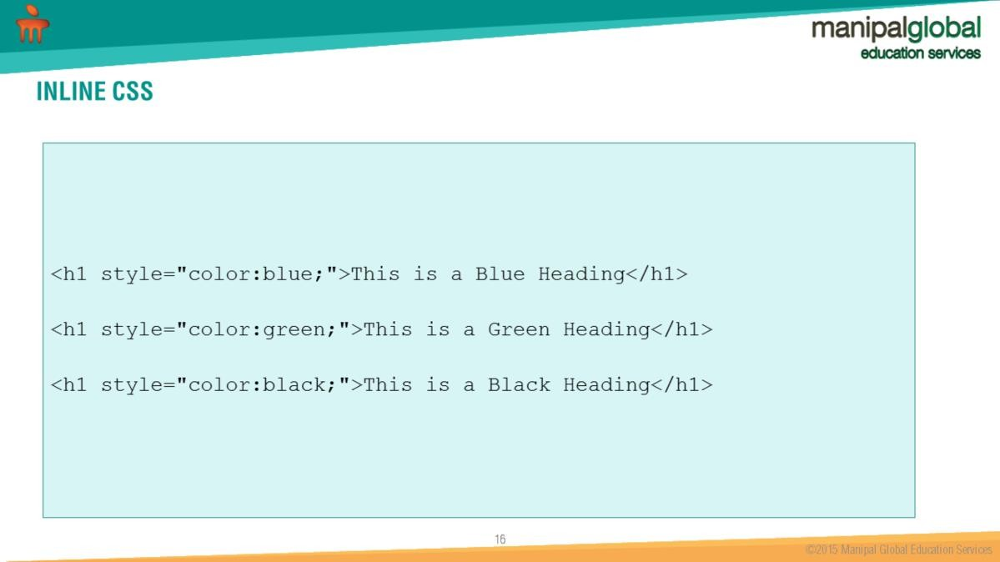 manipalglobal
education services
INLINE CSS
<h1 style="color:blue;">This is a Blue Heading</h1>
<h1 style="color:green;">This is a Green Heading</h1>
<h1 style="color:black;">This is a Black Heading</h1>
16
©2015 Manipal Global Education Services